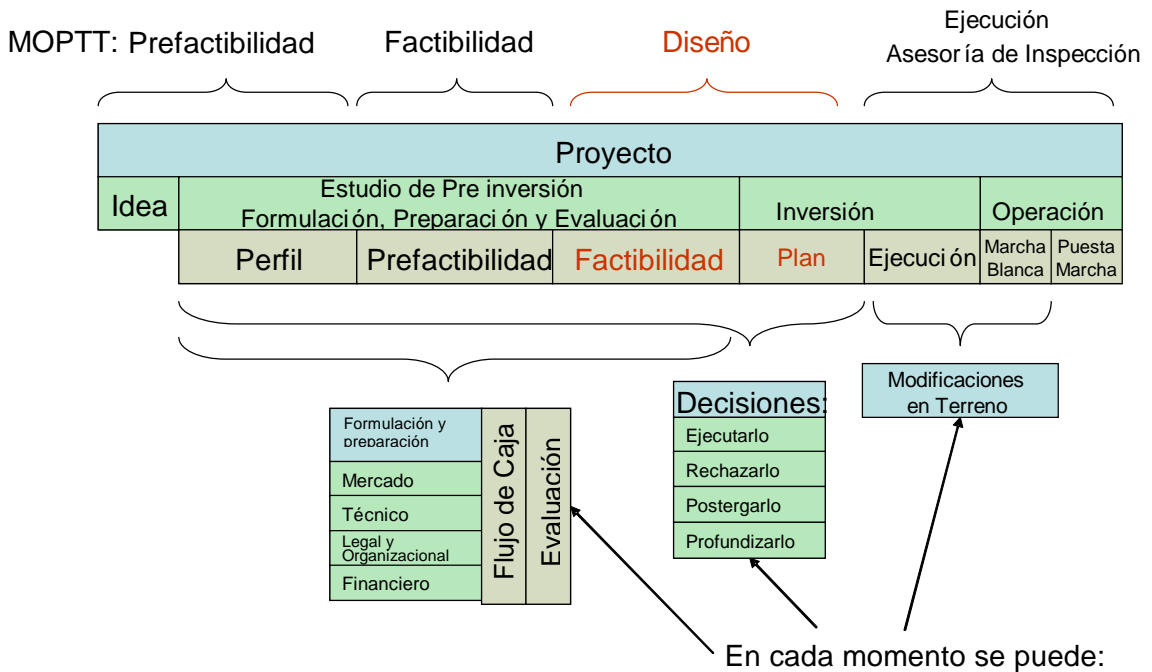 MOPTT: Prefactibilidad
Factibilidad
Diseño
Ejecución
Asesoría de Inspección
Proyecto
Idea
Estudio de Pre inversión
Formulación, Preparación y Evaluación
Inversión
Operación
Perfil
Prefactibilidad
Factibilidad
Plan
Ejecución
Marcha
Blanca
Puesta
Marcha
Formulación y
preparación
Mercado
Técnico
Legal y
Organizacional
Financiero
Flujo de Caja
Evaluación
Decisiones:
Ejecutarlo
Rechazarlo
Postergarlo
Profundizarlo
Modificaciones
en Terreno
En cada momento se puede: